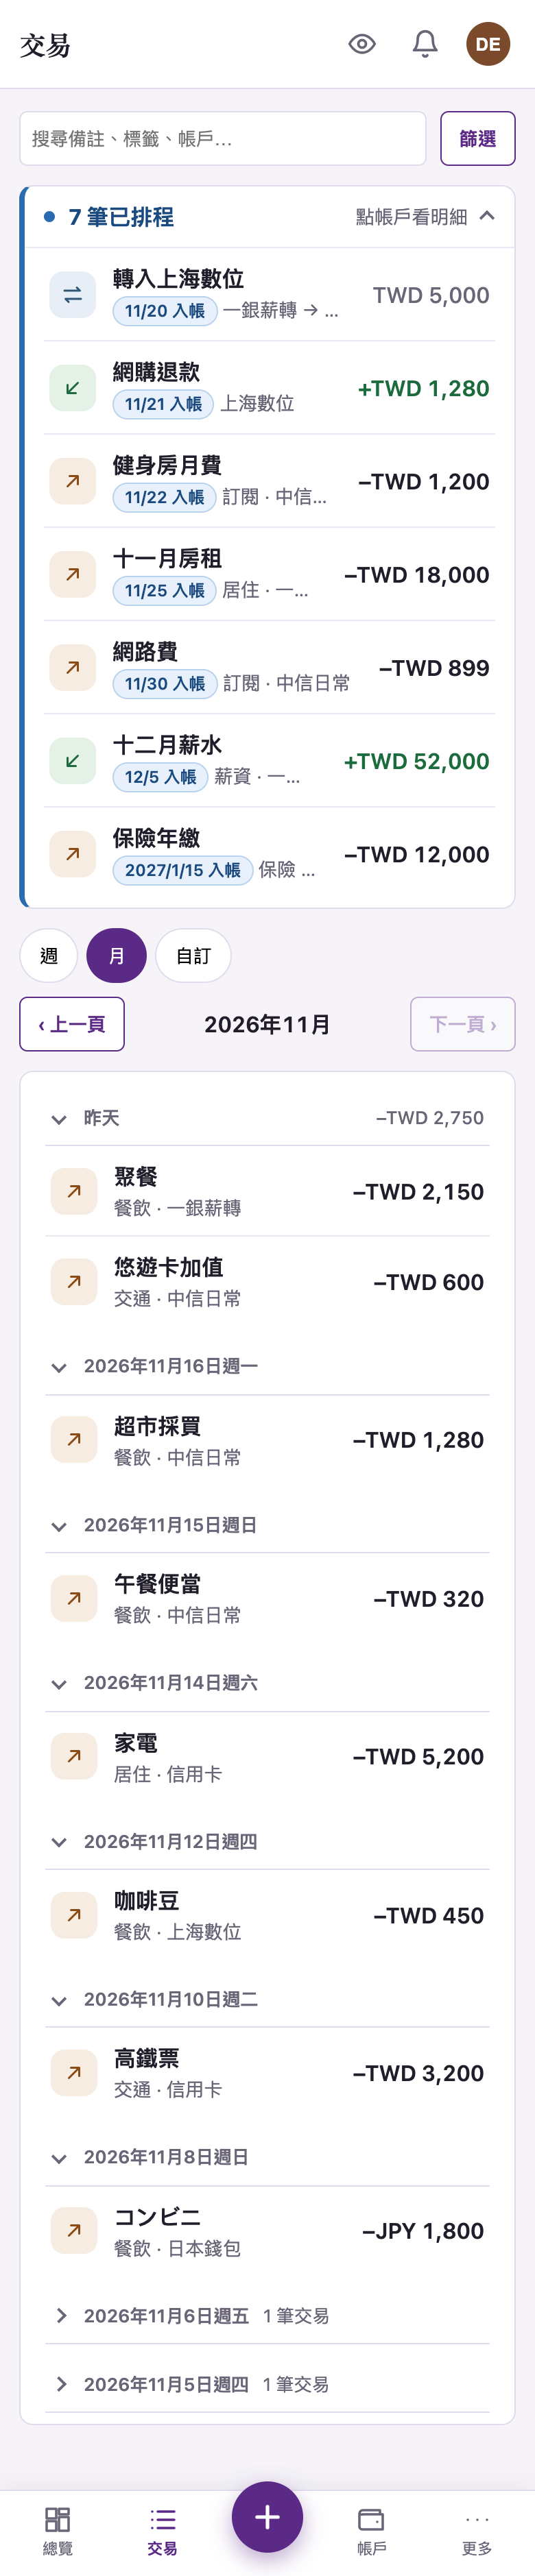 交易
DE
搜尋備註、標籤、帳戶...
篩選
7 筆已排程
點帳戶看明細
轉入上海數位
11/20 入帳 一銀薪轉 → ...
TWD 5,000
網購退款
11/21 入帳 上海數位
+TWD 1,280
健身房月費
11/22 入帳 訂閱 · 中信...
–TWD 1,200
十一月房租
11/25 入帳 居住 · 一...
–TWD 18,000
網路費
11/30 入帳 訂閱 · 中信日常
–TWD 899
十二月薪水
12/5 入帳 薪資 · 一...
+TWD 52,000
保險年繳
2027/1/15 入帳 保險 ...
–TWD 12,000
週 月 自訂
‹ 上一頁
2026年11月
下一頁 ›
昨天
–TWD 2,750
聚餐
餐飲 · 一銀薪轉
–TWD 2,150
悠遊卡加值
交通 · 中信日常
–TWD 600
2026年11月16日週一
超市採買
餐飲 · 中信日常
–TWD 1,280
2026年11月15日週日
午餐便當
餐飲 · 中信日常
–TWD 320
2026年11月14日週六
家電
居住 · 信用卡
–TWD 5,200
2026年11月12日週四
咖啡豆
餐飲 · 上海數位
–TWD 450
2026年11月10日週二
高鐵票
交通 · 信用卡
–TWD 3,200
2026年11月8日週日
コンビニ
餐飲 · 日本錢包
–JPY 1,800
2026年11月6日週五 1 筆交易
2026年11月5日週四 1 筆交易
總覽
交易
帳戶
更多